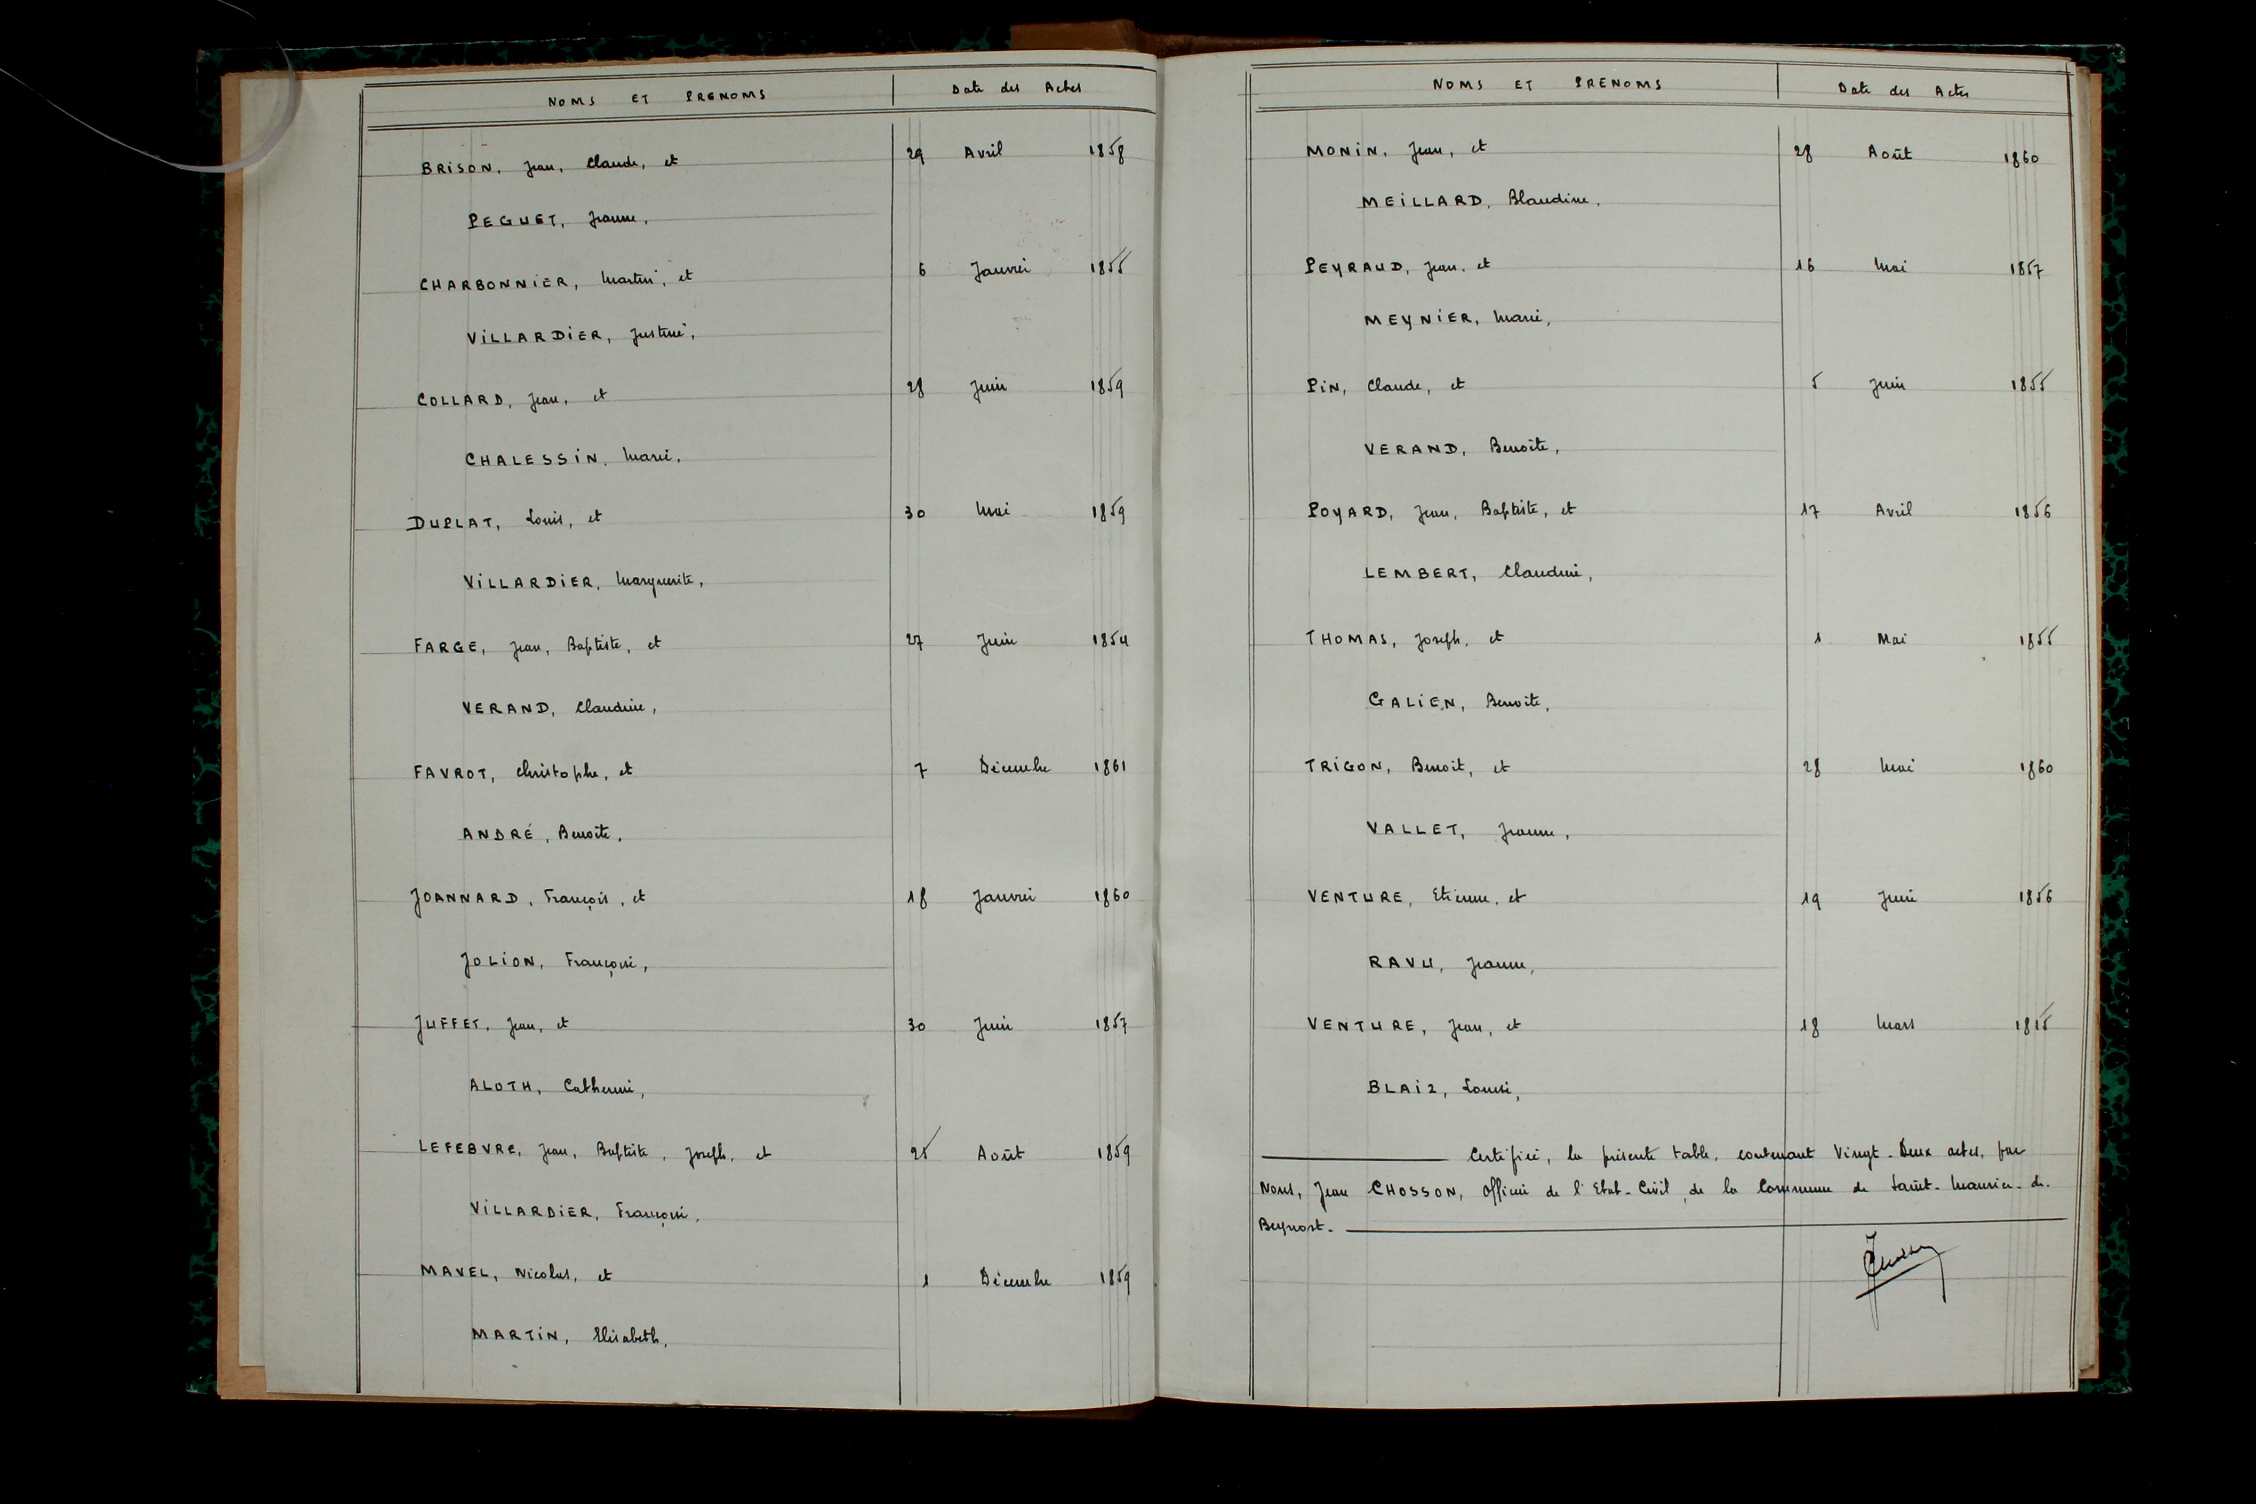 NOMS ET PRENOMS Date des Actes
BRISON, Jean, Claude, et 29 Avril 1858
PEGUET, Jeanne,
CHARBONNIER, Martin, et 6 Janvier 1855
VILLARDIER, Justine,
COLLARD, Jean, et 28 Juin 1859
CHALESSIN, Marie,
DUPLAT, Louis, et 30 Mai 1859
VILLARDIER, Marguerite,
FARGE, Jean, Baptiste, et 27 Juin 1854
VERAND, Claudine,
FAVROT, Christophe, et 7 Décembre 1861
ANDRÉ, Benoîte,
JOANNARD, François, et 18 Janvier 1860
JOLION, Françoise,
JUFFET, Jean, et 30 Juin 1857
ALOTH, Catherine,
LEFEBVRE, Jean, Baptiste, Joseph, et 25 Août 1859
VILLARDIER, Françoise,
MAVEL, Nicolas, et 1 Décembre 1859
MARTIN, Elisabeth,
NOMS ET PRENOMS Date des Actes
MONIN, Jean, et 28 Août 1860
MEILLARD, Blandine,
PEYRAUD, Jean, et 16 Mai 1857
MEYNIER, Marie,
PIN, Claude, et 5 Juin 1855
VERAND, Benoîte,
POYARD, Jean, Baptiste, et 17 Avril 1856
LEMBERT, Claudine,
THOMAS, Joseph, et 1 Mai 1855
GALIEN, Benoite,
TRIGON, Benoit, et 28 Mai 1860
VALLET, Jeanne,
VENTURE, Etienne, et 19 Juin 1856
RAVU, Jeanne,
VENTURE, Jean, et 18 Mars 1815
BLAIZ, Louise,
Certifiée, la présente table, contenant Vingt-Deux actes, par
Nous, Jean CHOSSON, Officier de l'Etat-Civil, de la Commune de Saint-Maurice-de-
Beynost.